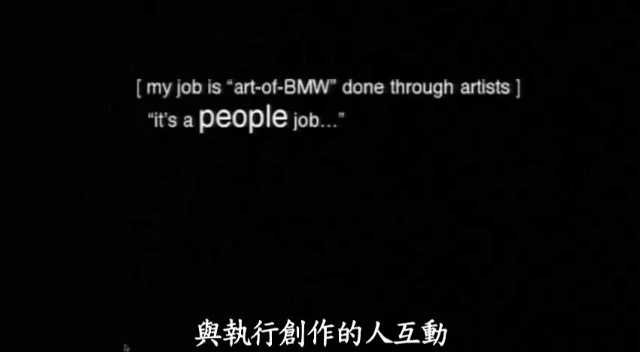 [ my job is “art-of-BMW” done through artists ]
“it's a people job...”
與執行創作的人互動